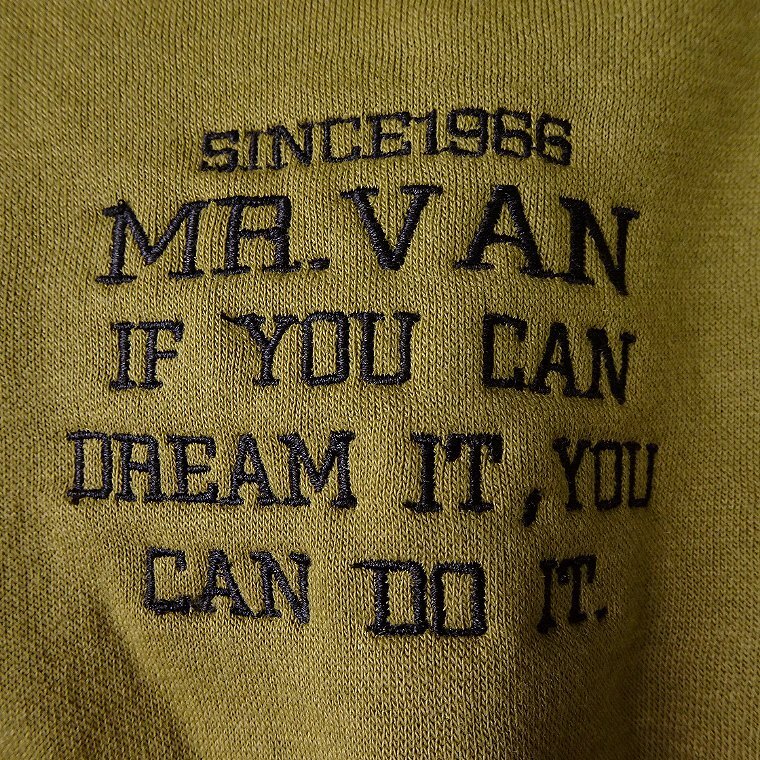 SINCE1966
MR.VAN
IF YOU CAN
DREAM IT, YOU
CAN DO IT.